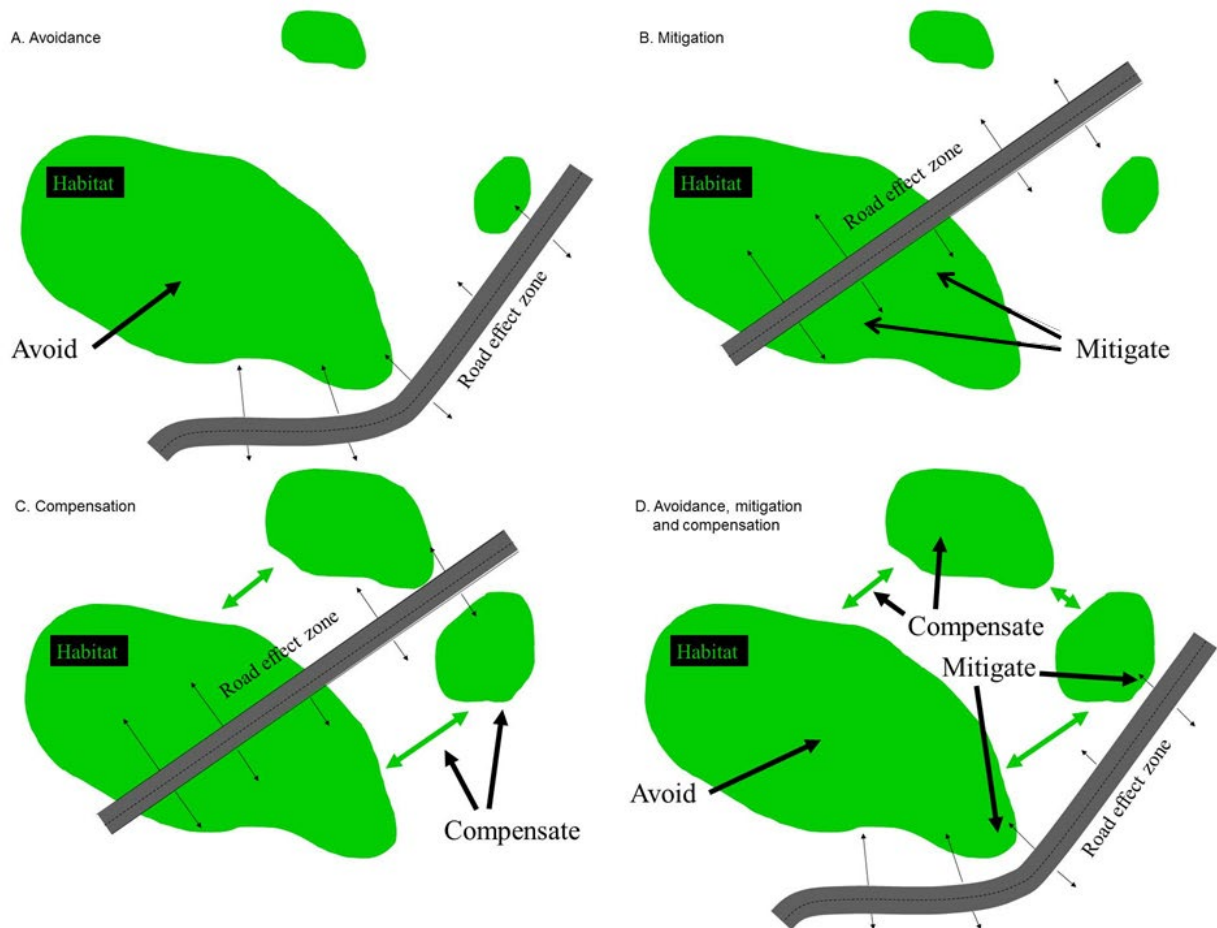 A. Avoidance
Habitat
Avoid
Road effect zone
B. Mitigation
Habitat
Road effect zone
Mitigate
C. Compensation
Habitat
Road effect zone
Compensate
D. Avoidance, mitigation
and compensation
Habitat
Compensate
Mitigate
Avoid
Road effect zone